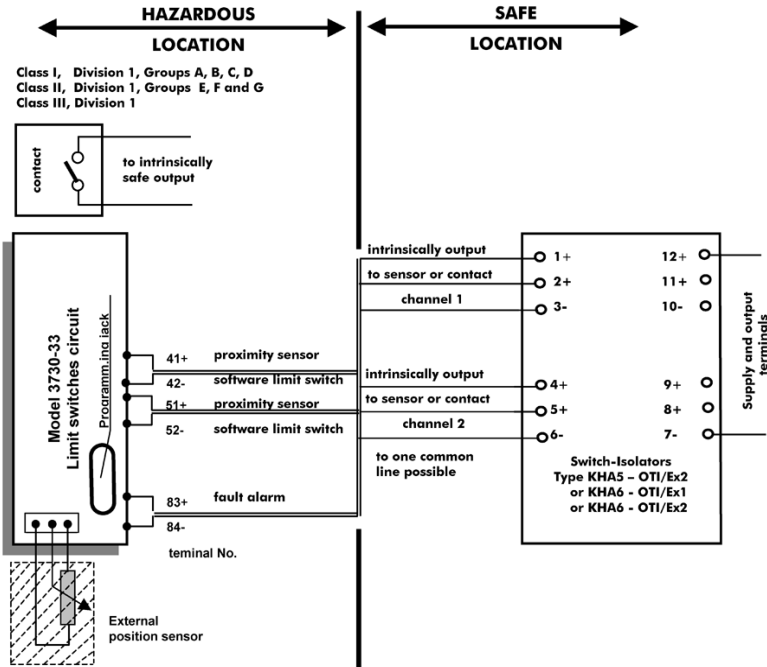 HAZARDOUS
LOCATION
SAFE
LOCATION
Class I, Division 1, Groups A, B, C, D
Class II, Division 1, Groups E, F and G
Class III, Division 1
contact
to intrinsically
safe output
Model 3730-33
Limit switches circuit
Programm.ing jack
41+ proximity sensor
42- software limit switch
51+ proximity sensor
52- software limit switch
83+ fault alarm
84-
teminal No.
External
position sensor
intrinsically output
to sensor or contact
channel 1
intrinsically output
to sensor or contact
channel 2
to one common
line possible
1+ 12+
2+ 11+
3- 10-
4+ 9+
5+ 8+
6- 7-
Switch-Isolators
Type KHA5 – OTI/Ex2
or KHA6 - OTI/Ex1
or KHA6 - OTI/Ex2
Supply and output
terminals